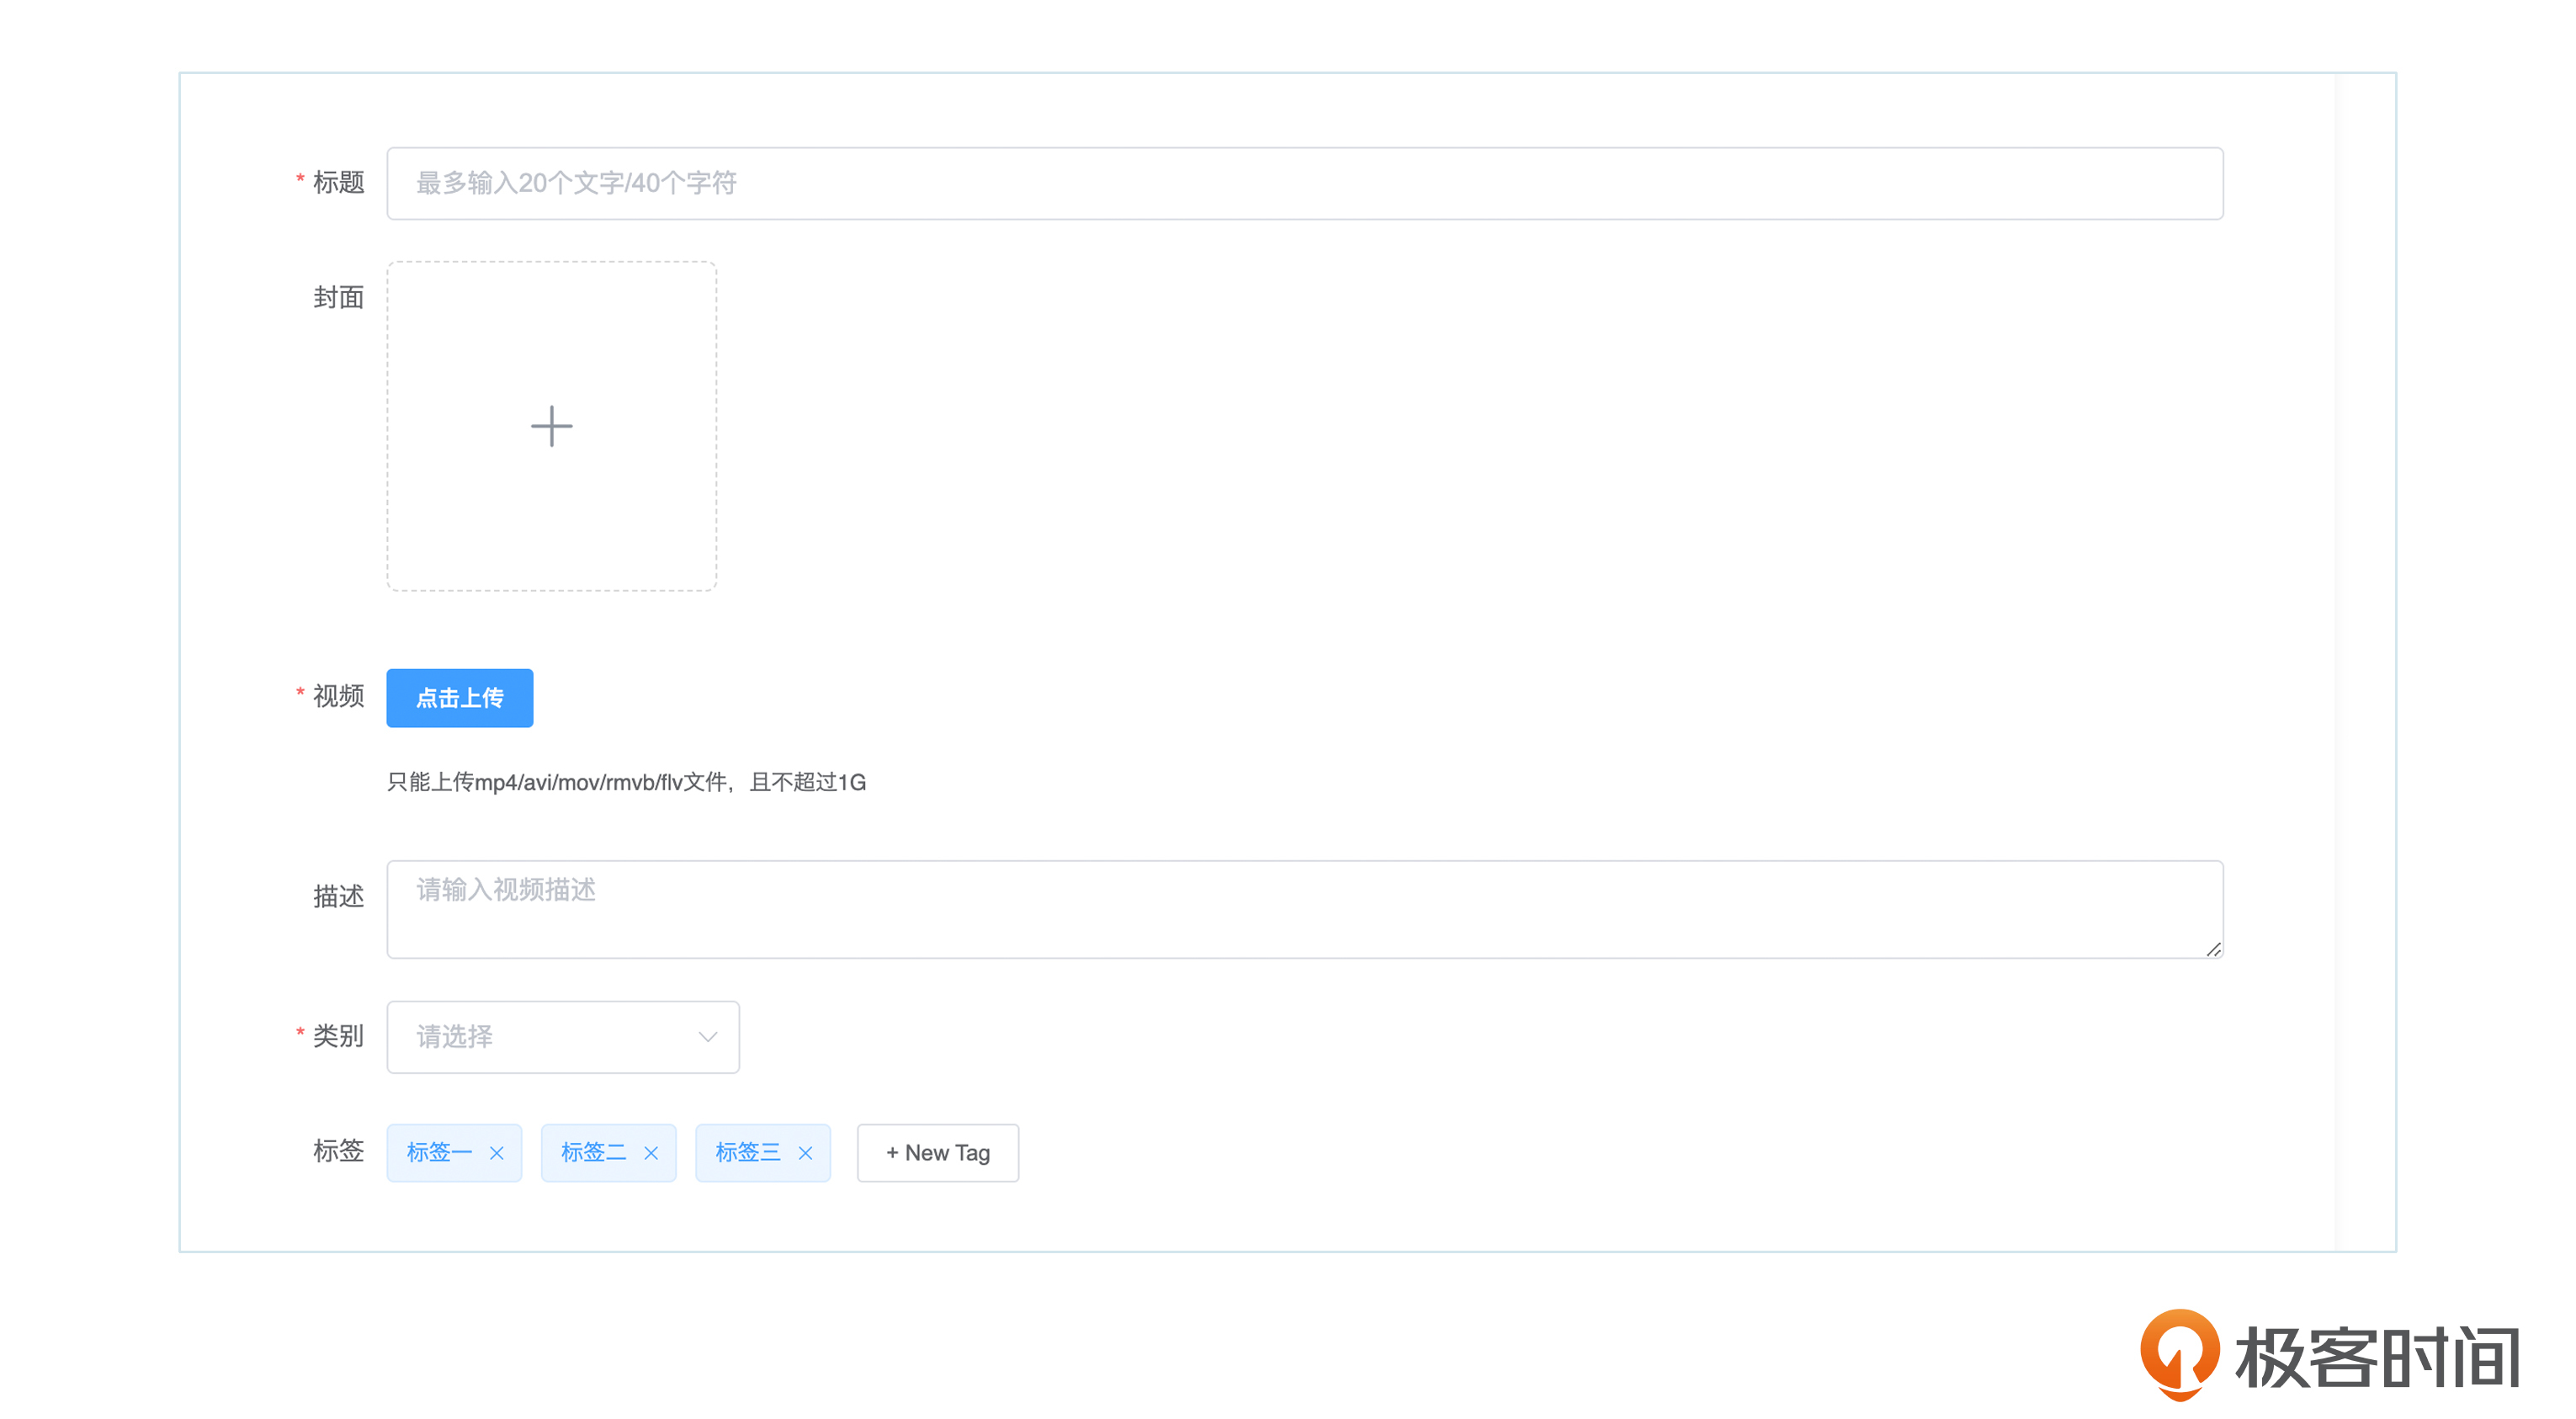 * 标题 最多输入20个文字/40个字符
封面
* 视频 点击上传
只能上传mp4/avi/mov/rmvb/flv文件，且不超过1G
描述 请输入视频描述
* 类别 请选择
标签 标签一 × 标签二 × 标签三 × + New Tag
极客时间